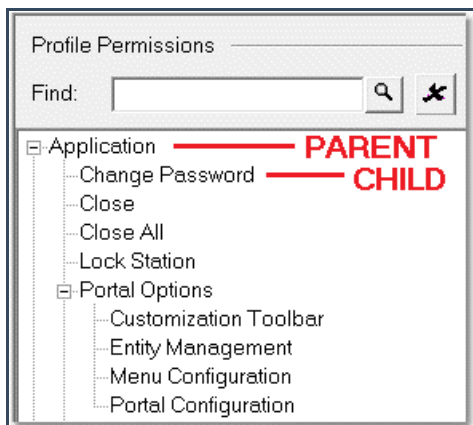 Profile Permissions
Find:
Application PARENT
Change Password CHILD
Close
Close All
Lock Station
Portal Options
Customization Toolbar
Entity Management
Menu Configuration
Portal Configuration